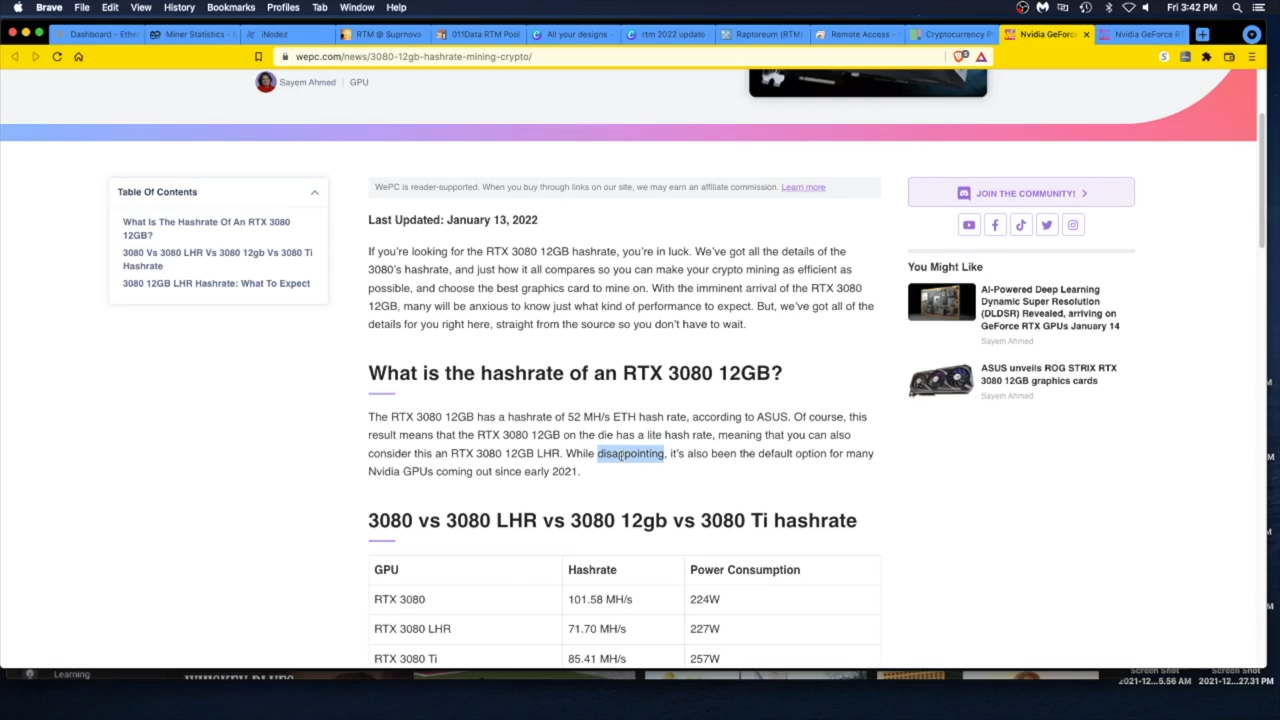 Brave File Edit View History Bookmarks Profiles Tab Window Help
Fri 3:42 PM
Dashboard - Ethe
Miner Statistics - I
iNodez
RTM @ Suprnova
011Data RTM Pool
All your designs -
rtm 2022 update
Raptoreum (RTM)
Remote Access -
Cryptocurrency P
Nvidia GeForc
Nvidia GeForce RT
wepc.com/news/3080-12gb-hashrate-mining-crypto/
Sayem Ahmed | GPU
Table Of Contents
What Is The Hashrate Of An RTX 3080
12GB?
3080 Vs 3080 LHR Vs 3080 12gb Vs 3080 Ti
Hashrate
3080 12GB LHR Hashrate: What To Expect
WePC is reader-supported. When you buy through links on our site, we may earn an affiliate commission. Learn more
Last Updated: January 13, 2022
If you're looking for the RTX 3080 12GB hashrate, you're in luck. We've got all the details of the
3080's hashrate, and just how it all compares so you can make your crypto mining as efficient as
possible, and choose the best graphics card to mine on. With the imminent arrival of the RTX 3080
12GB, many will be anxious to know just what kind of performance to expect. But, we've got all of the
details for you right here, straight from the source so you don't have to wait.
What is the hashrate of an RTX 3080 12GB?
The RTX 3080 12GB has a hashrate of 52 MH/s ETH hash rate, according to ASUS. Of course, this
result means that the RTX 3080 12GB on the die has a lite hash rate, meaning that you can also
consider this an RTX 3080 12GB LHR. While disappointing, it's also been the default option for many
Nvidia GPUs coming out since early 2021.
3080 vs 3080 LHR vs 3080 12gb vs 3080 Ti hashrate
GPU Hashrate Power Consumption
RTX 3080 101.58 MH/s 224W
RTX 3080 LHR 71.70 MH/s 227W
RTX 3080 Ti 85.41 MH/s 257W
JOIN THE COMMUNITY!
You Might Like
AI-Powered Deep Learning
Dynamic Super Resolution
(DLDSR) Revealed, arriving on
GeForce RTX GPUs January 14
Sayem Ahmed
ASUS unveils ROG STRIX RTX
3080 12GB graphics cards
Sayem Ahmed
Learning
Screen Shot Screen Shot
2021-12...5.56 AM 2021-12...27.31 PM